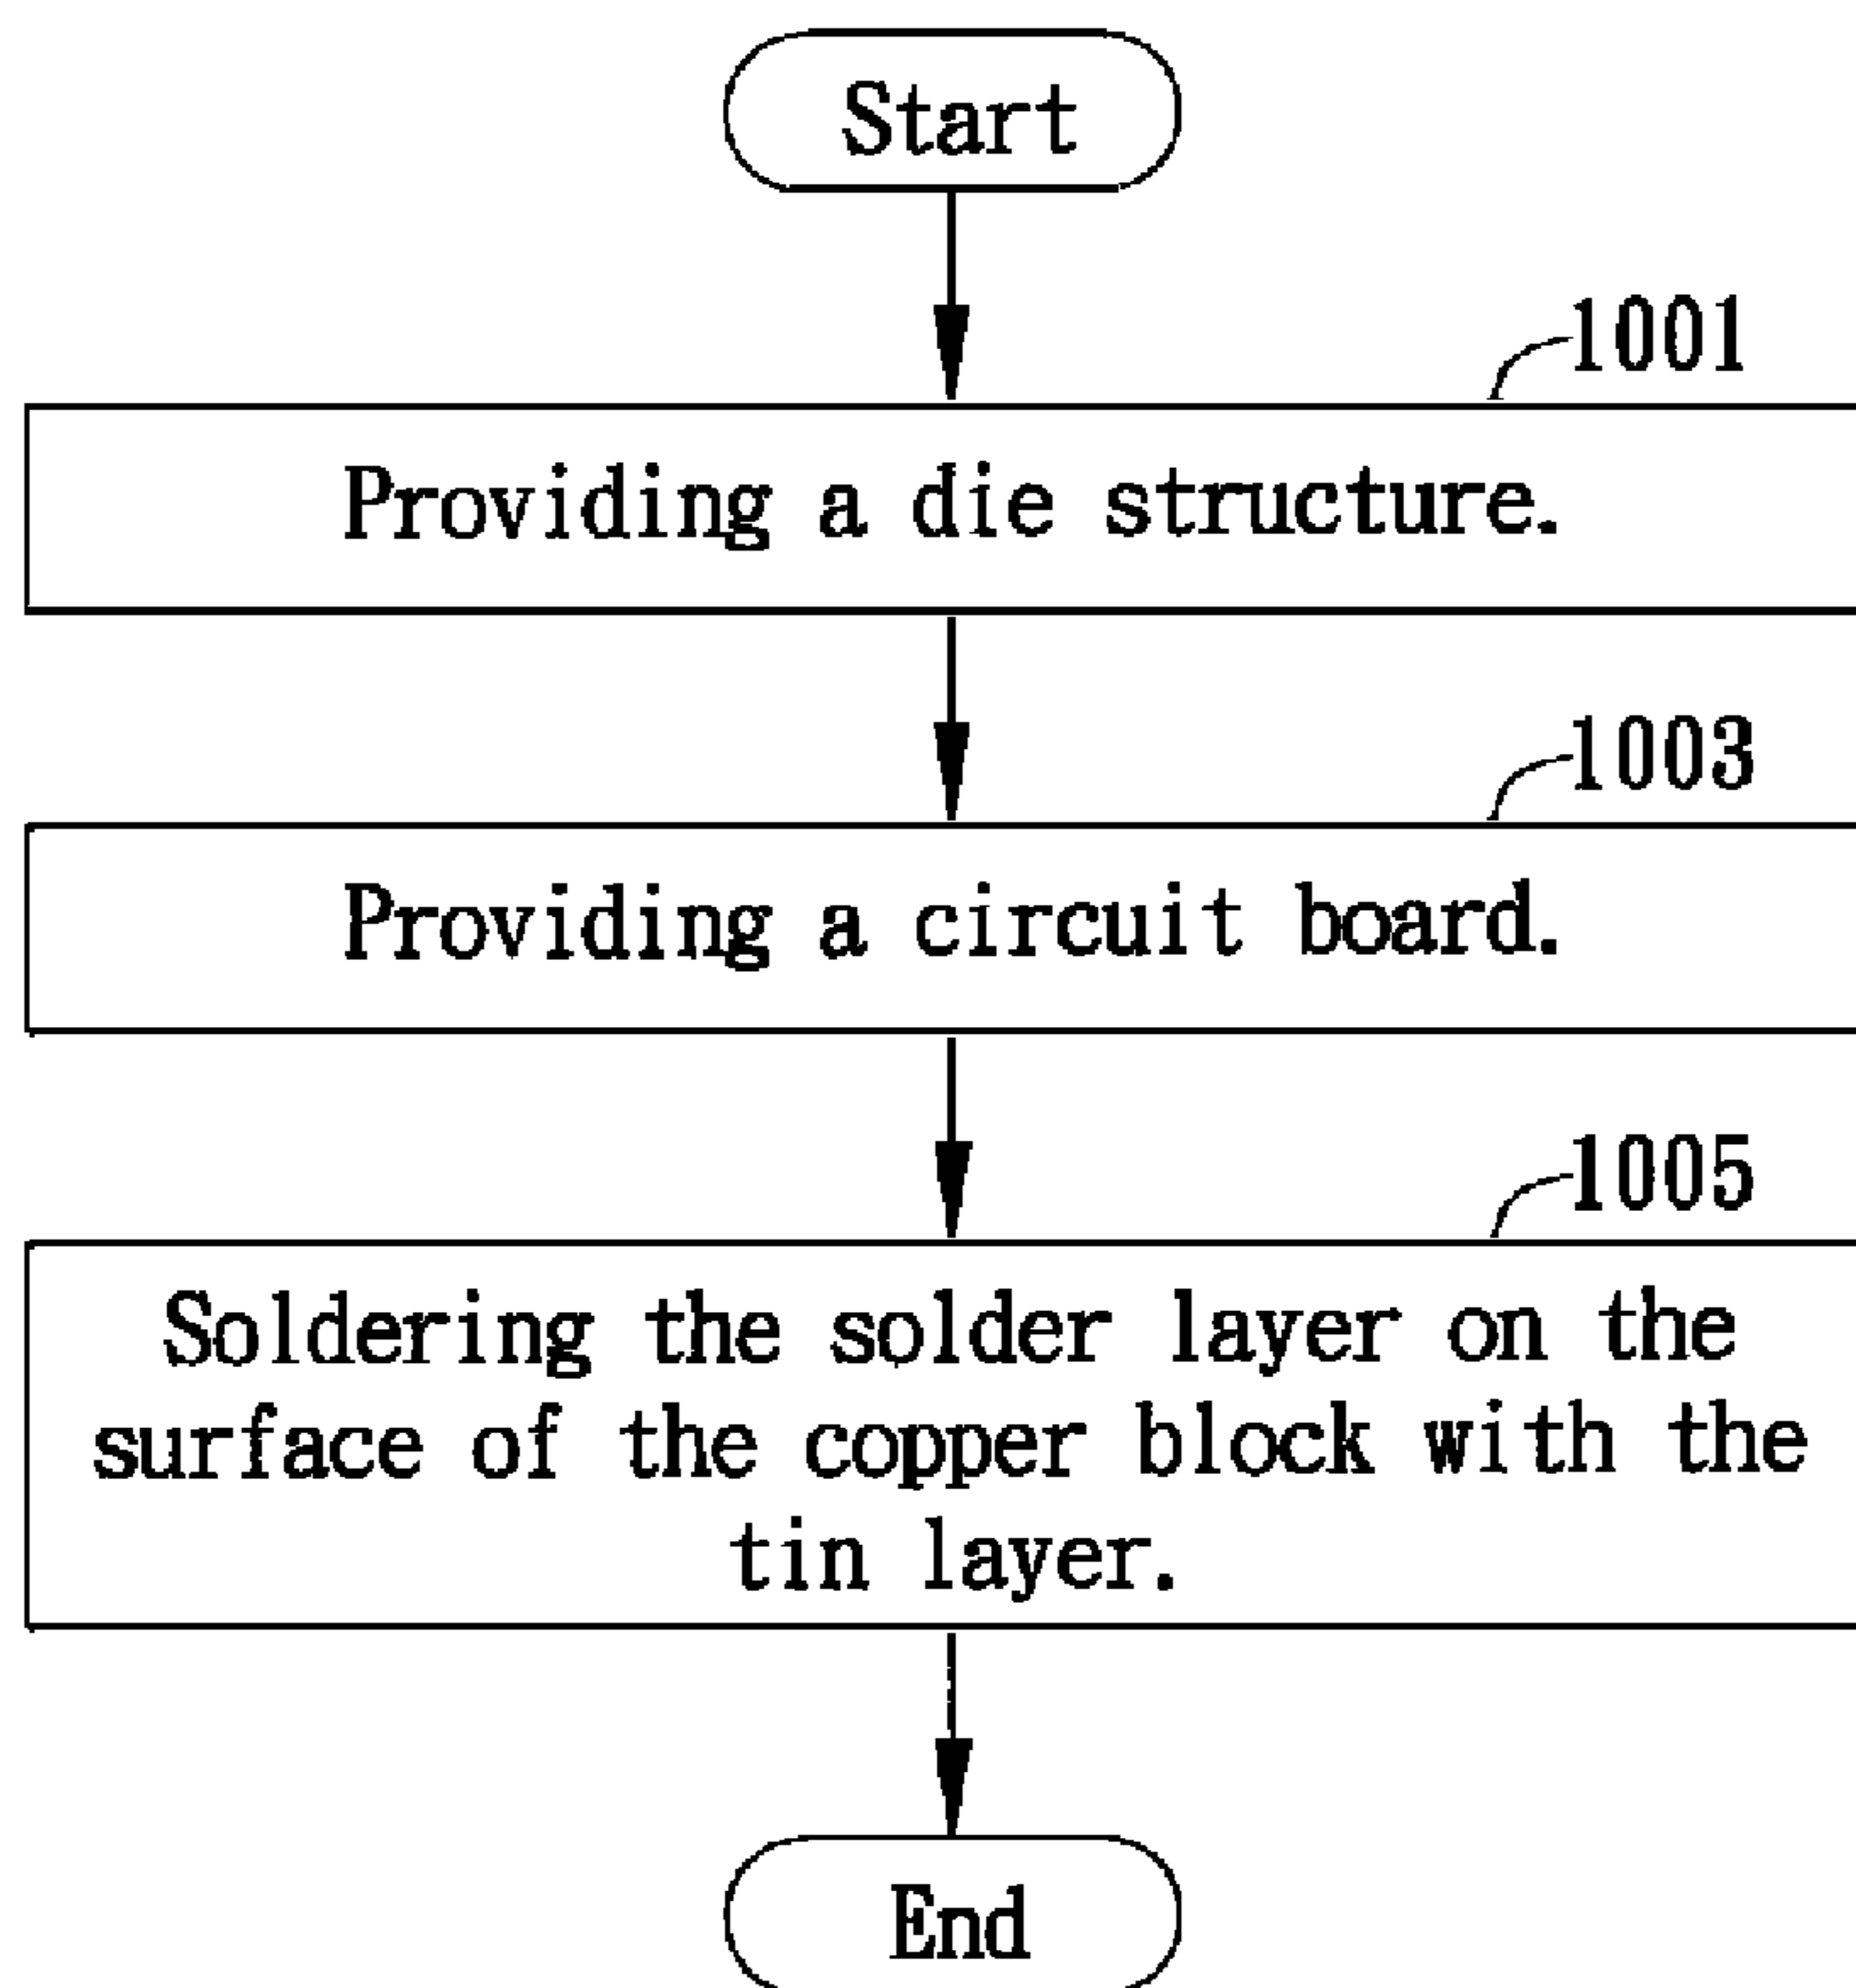 Start
1001
Providing a die structure.
1003
Providing a circuit board.
1005
Soldering the solder layer on the
surface of the copper block with the
tin layer.
End